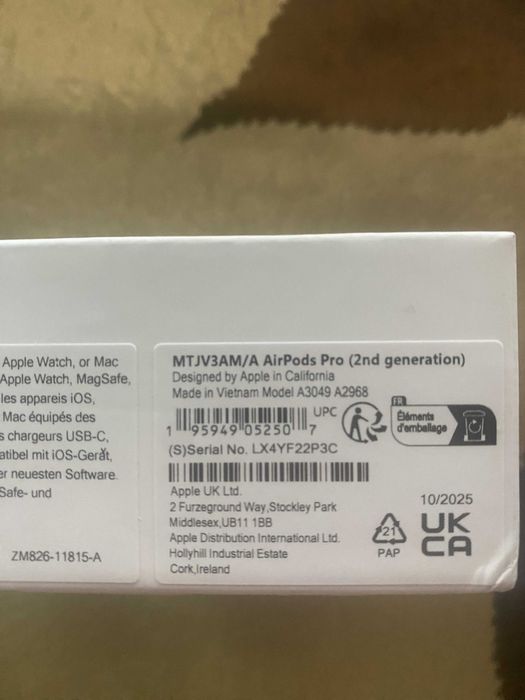 Apple Watch, or Mac
Apple Watch, MagSafe,
les appareils iOS,
Mac équipés des
s chargeurs USB-C,
atibel mit iOS-Gerät,
er neuesten Software.
Safe- und
ZM826-11815-A
MTJV3AM/A AirPods Pro (2nd generation)
Designed by Apple in California
Made in Vietnam Model A3049 A2968
UPC
1 95949 05250 7
FR
Éléments
d'emballage
(S)Serial No. LX4YF22P3C
Apple UK Ltd.
2 Furzeground Way,Stockley Park
Middlesex,UB11 1BB
Apple Distribution International Ltd.
Hollyhill Industrial Estate
Cork,Ireland
21
PAP
10/2025
UK
CA